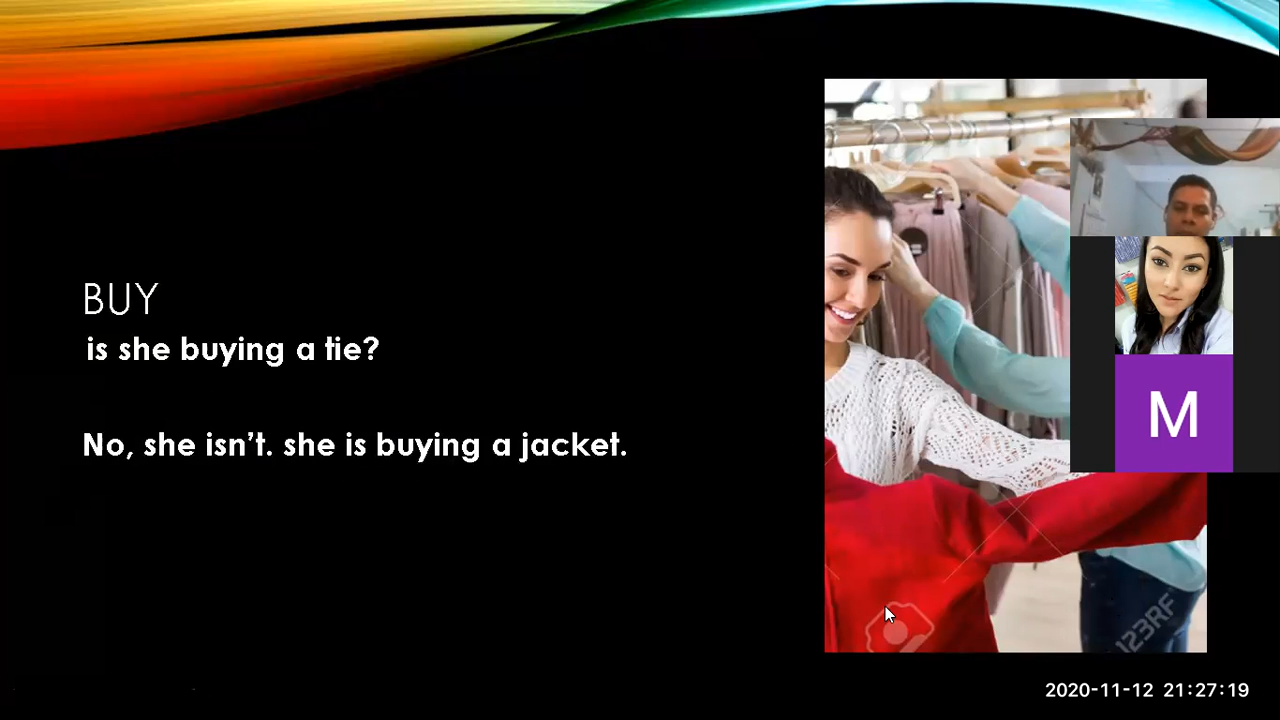 BUY
is she buying a tie?
No, she isn't. she is buying a jacket.
M
123RF
2020-11-12 21:27:19